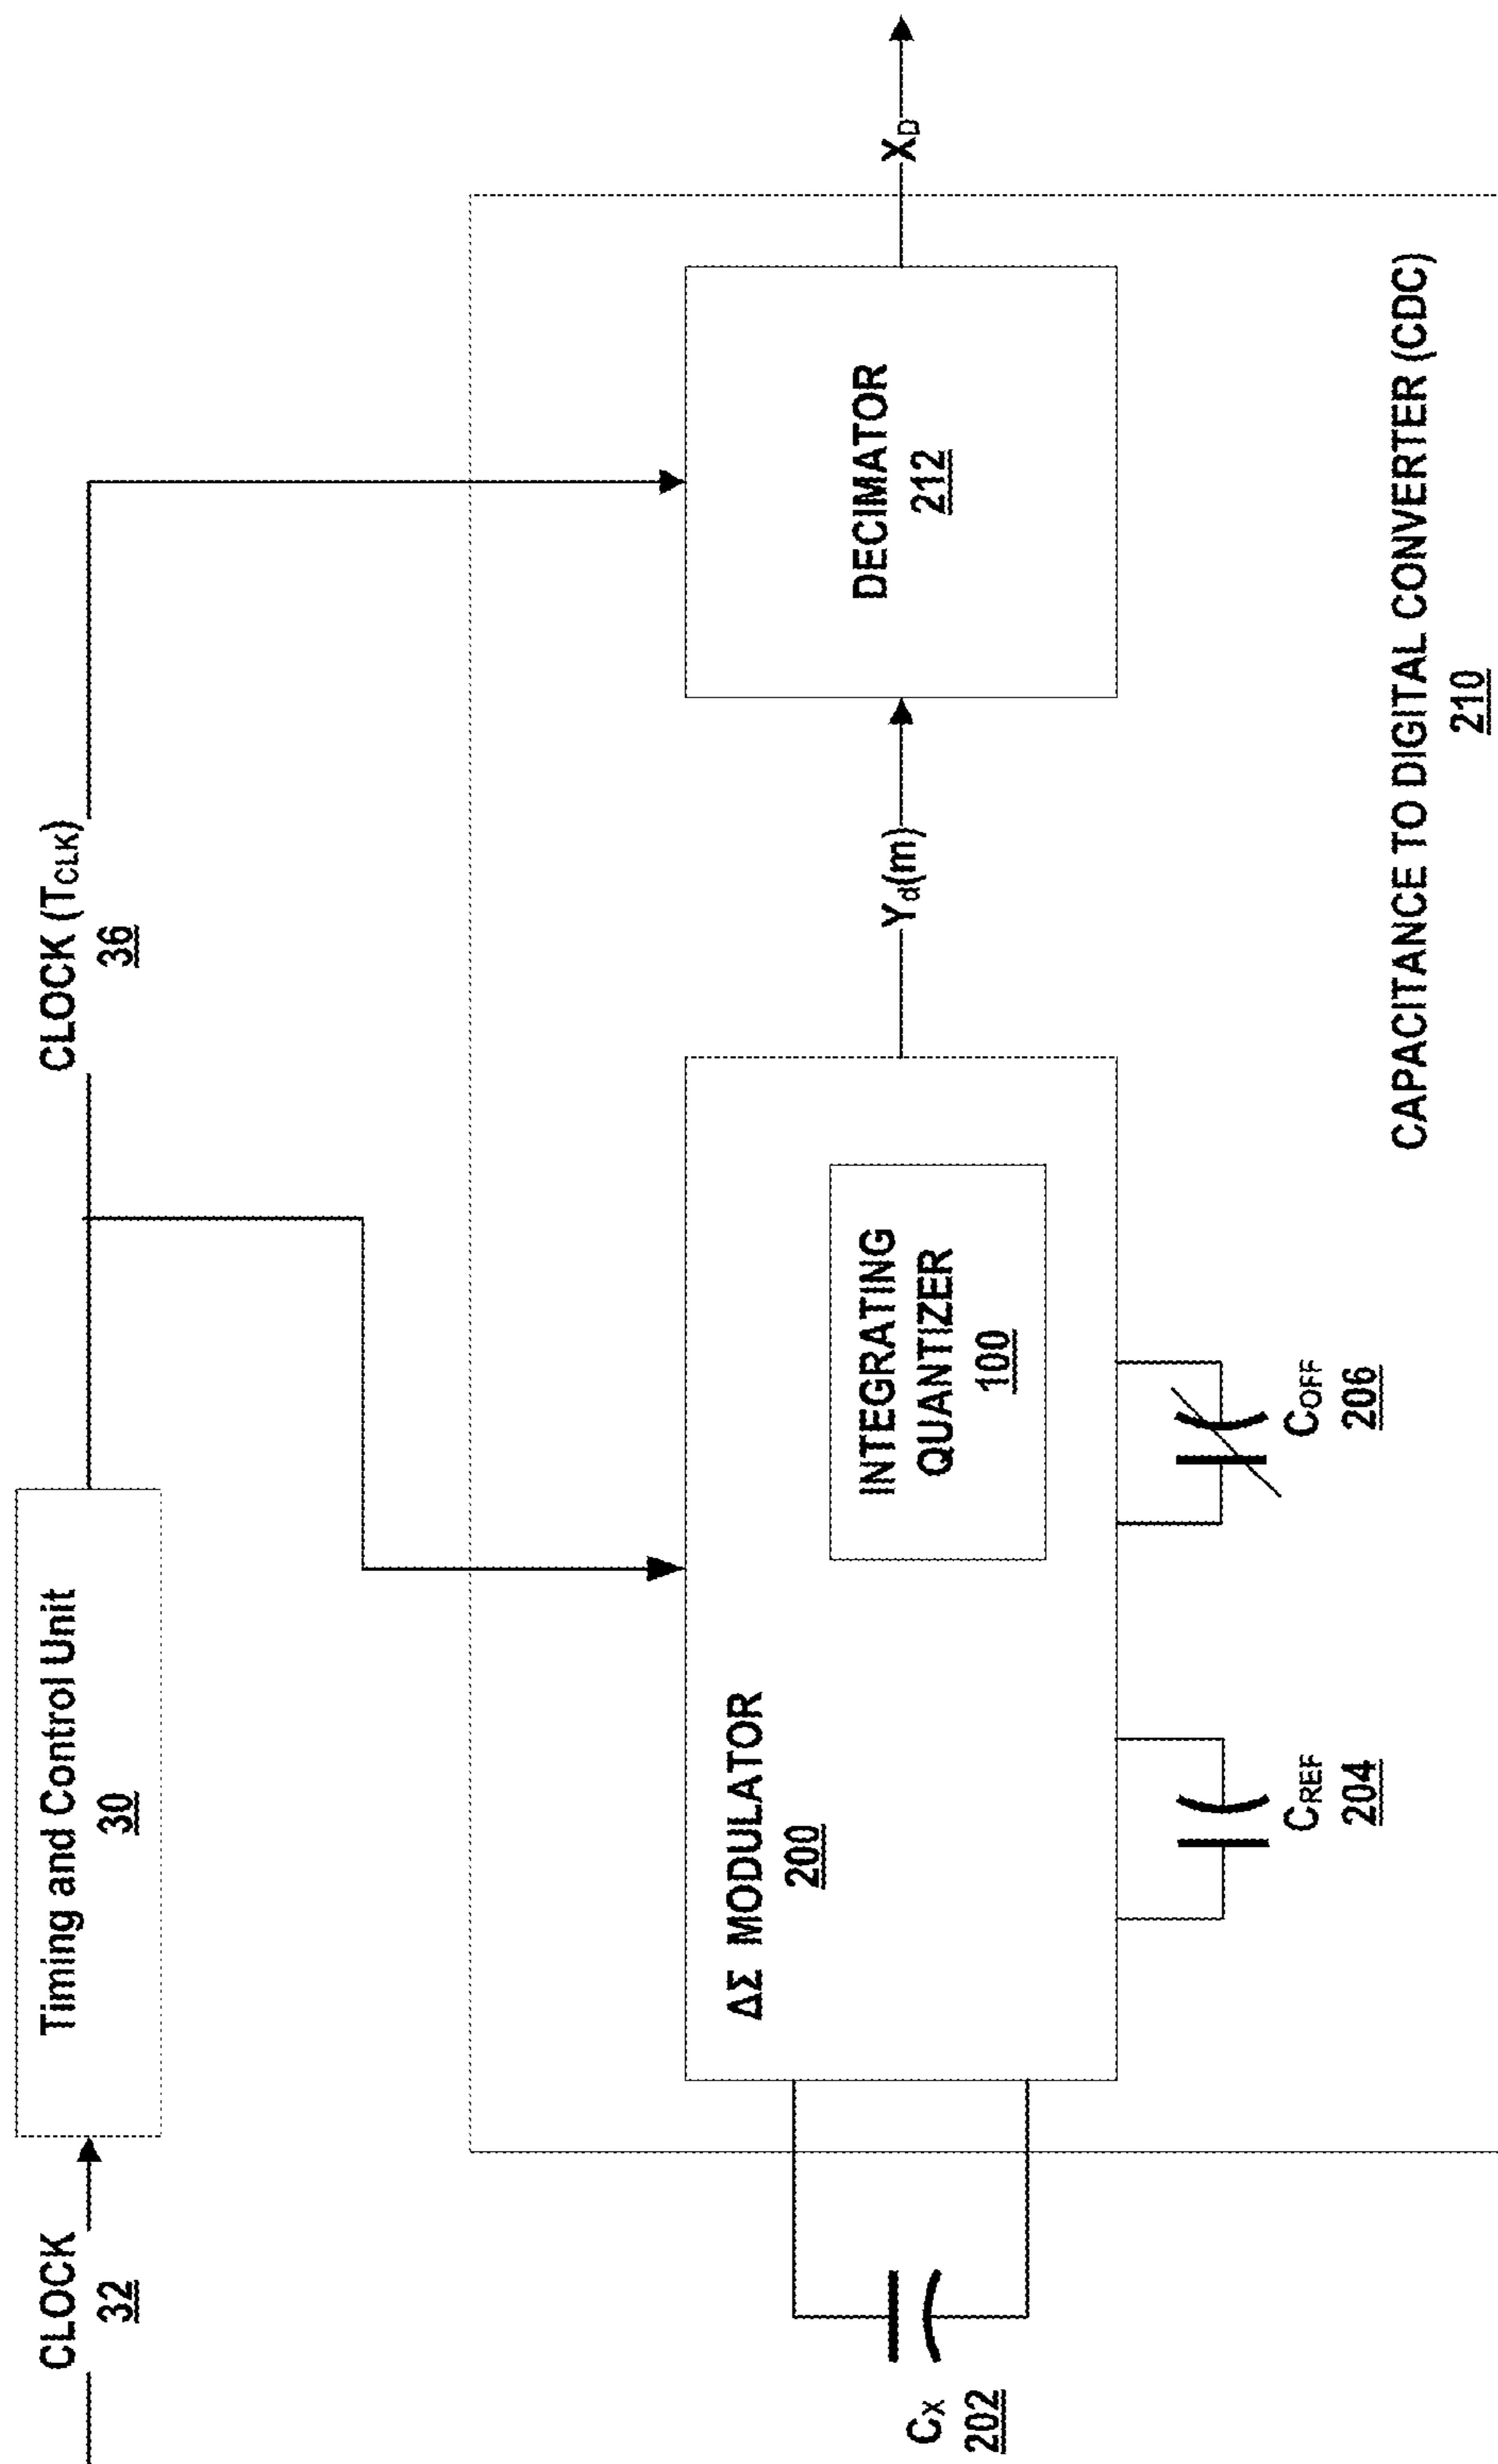 CLOCK
32
Timing and Control Unit
30
CLOCK (TCLK)
36
CX
202
ΔΣ MODULATOR
200
INTEGRATING
QUANTIZER
100
Yd(m)
DECIMATOR
212
XD
CREF
204
COFF
206
CAPACITANCE TO DIGITAL CONVERTER (CDC)
210